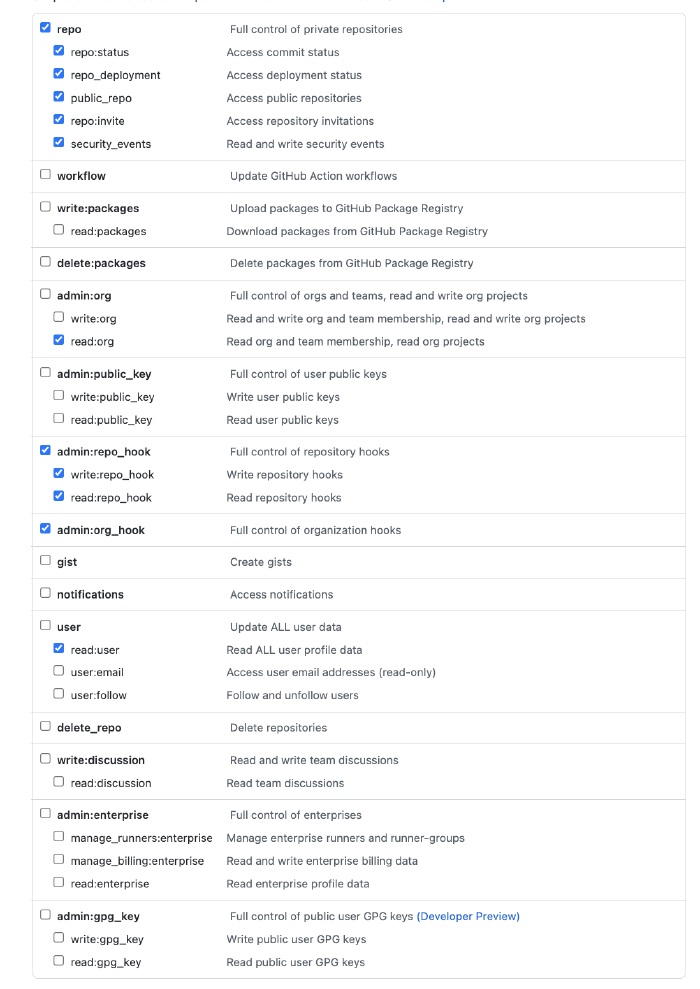 repo Full control of private repositories
repo:status Access commit status
repo_deployment Access deployment status
public_repo Access public repositories
repo:invite Access repository invitations
security_events Read and write security events
workflow Update GitHub Action workflows
write:packages Upload packages to GitHub Package Registry
read:packages Download packages from GitHub Package Registry
delete:packages Delete packages from GitHub Package Registry
admin:org Full control of orgs and teams, read and write org projects
write:org Read and write org and team membership, read and write org projects
read:org Read org and team membership, read org projects
admin:public_key Full control of user public keys
write:public_key Write user public keys
read:public_key Read user public keys
admin:repo_hook Full control of repository hooks
write:repo_hook Write repository hooks
read:repo_hook Read repository hooks
admin:org_hook Full control of organization hooks
gist Create gists
notifications Access notifications
user Update ALL user data
read:user Read ALL user profile data
user:email Access user email addresses (read-only)
user:follow Follow and unfollow users
delete_repo Delete repositories
write:discussion Read and write team discussions
read:discussion Read team discussions
admin:enterprise Full control of enterprises
manage_runners:enterprise Manage enterprise runners and runner-groups
manage_billing:enterprise Read and write enterprise billing data
read:enterprise Read enterprise profile data
admin:gpg_key Full control of public user GPG keys (Developer Preview)
write:gpg_key Write public user GPG keys
read:gpg_key Read public user GPG keys